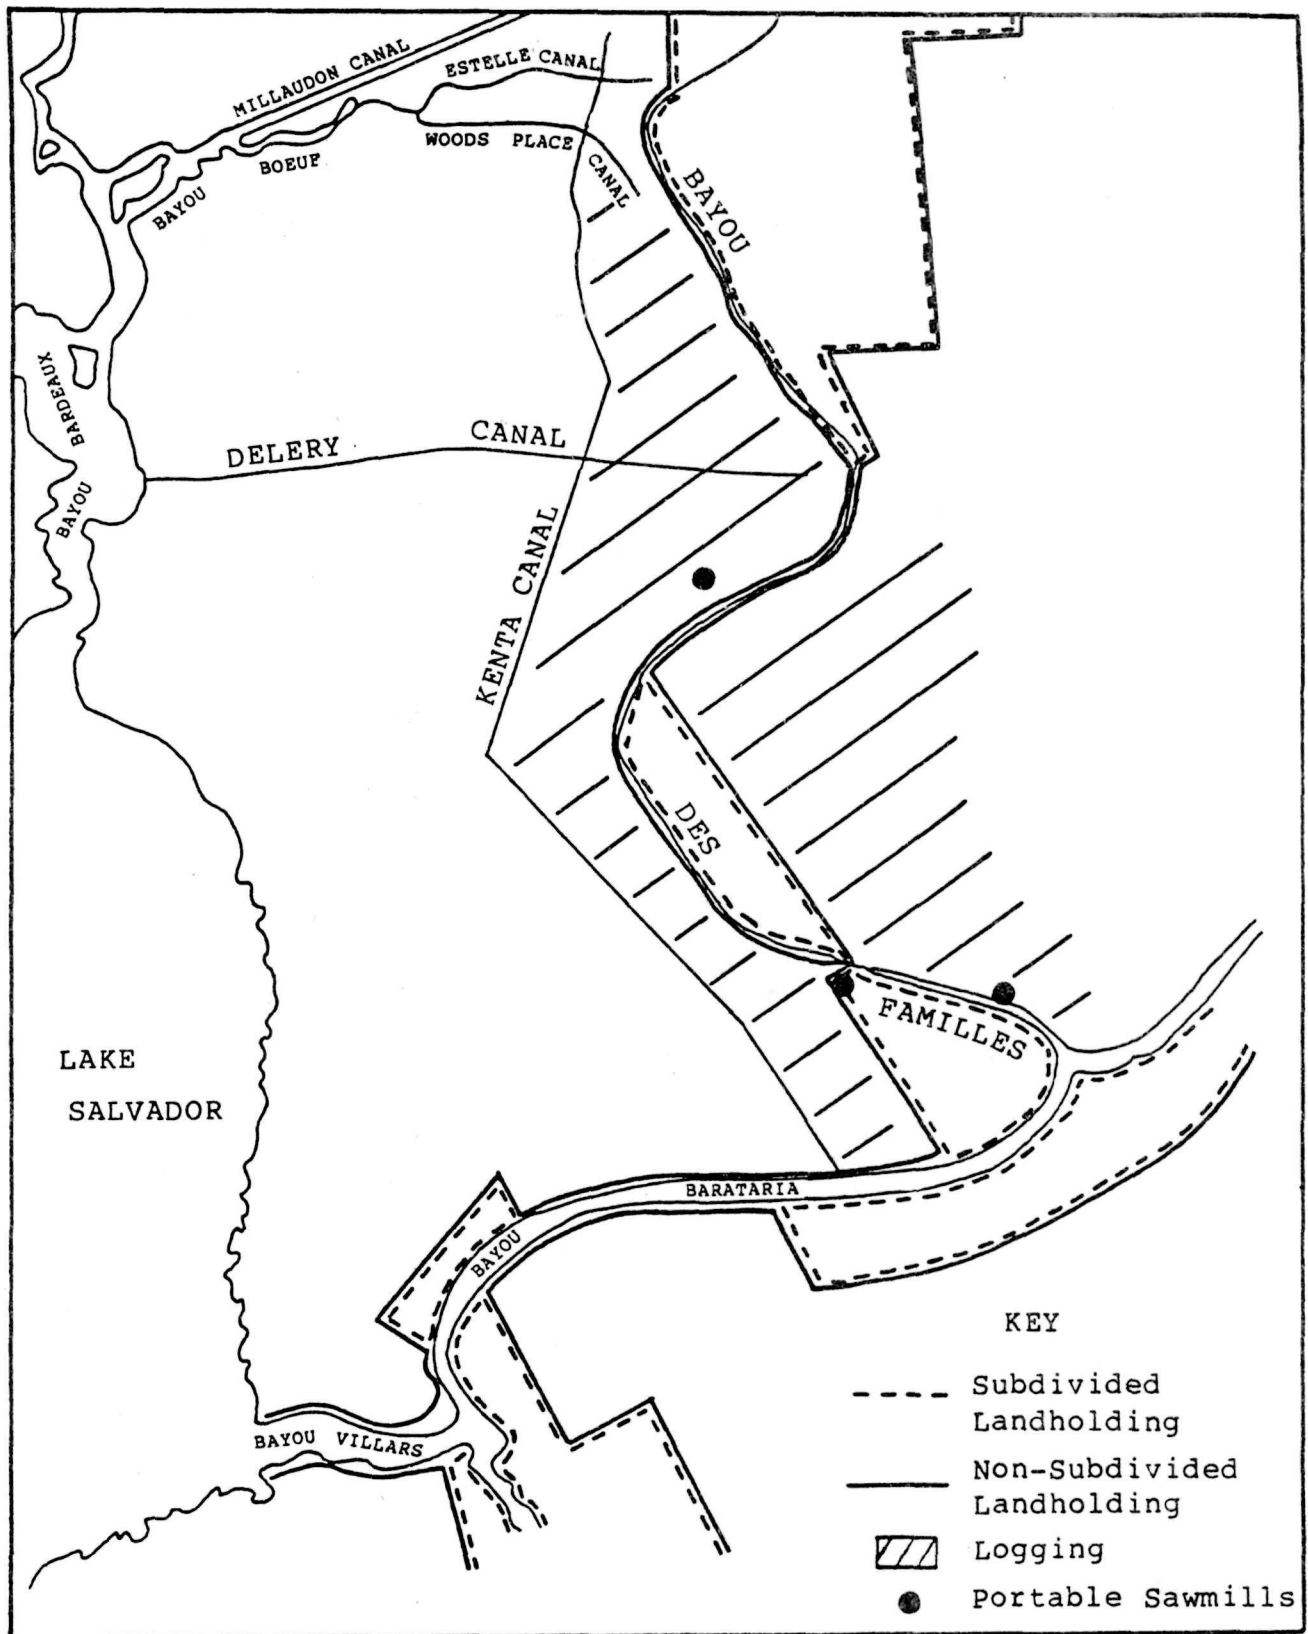 MILLAUDON CANAL
ESTELLE CANAL
WOODS PLACE
CANAL
BAYOU
BOEUF
BAYOU
BARDEAUX
BAYOU
DELERY CANAL
KENTA CANAL
DES
FAMILLES
LAKE
SALVADOR
BARATARIA
BAYOU
BAYOU VILLARS
KEY
Subdivided
Landholding
Non-Subdivided
Landholding
Logging
Portable Sawmills